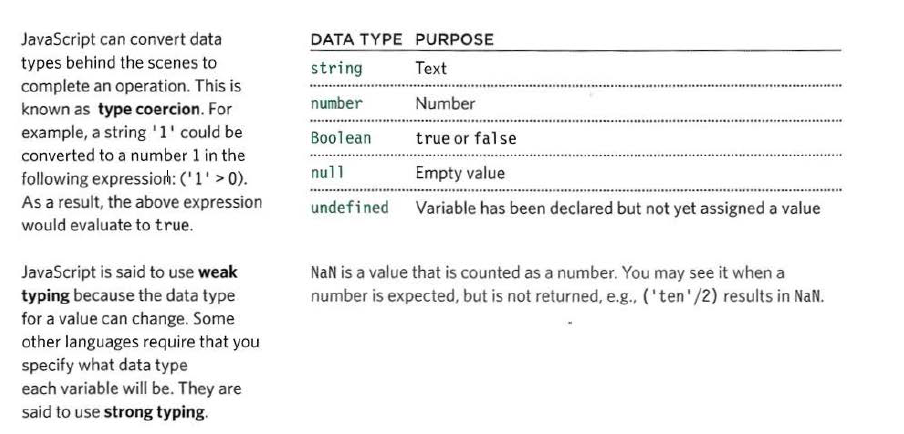 JavaScript can convert data
types behind the scenes to
complete an operation. This is
known as type coercion. For
example, a string '1' could be
converted to a number 1 in the
following expression: ('1' > 0).
As a result, the above expression
would evaluate to true.
JavaScript is said to use weak
typing because the data type
for a value can change. Some
other languages require that you
specify what data type
each variable will be. They are
said to use strong typing.
DATA TYPE PURPOSE
string Text
number Number
Boolean true or false
null Empty value
undefined Variable has been declared but not yet assigned a value
NaN is a value that is counted as a number. You may see it when a
number is expected, but is not returned, e.g., ('ten'/2) results in NaN.